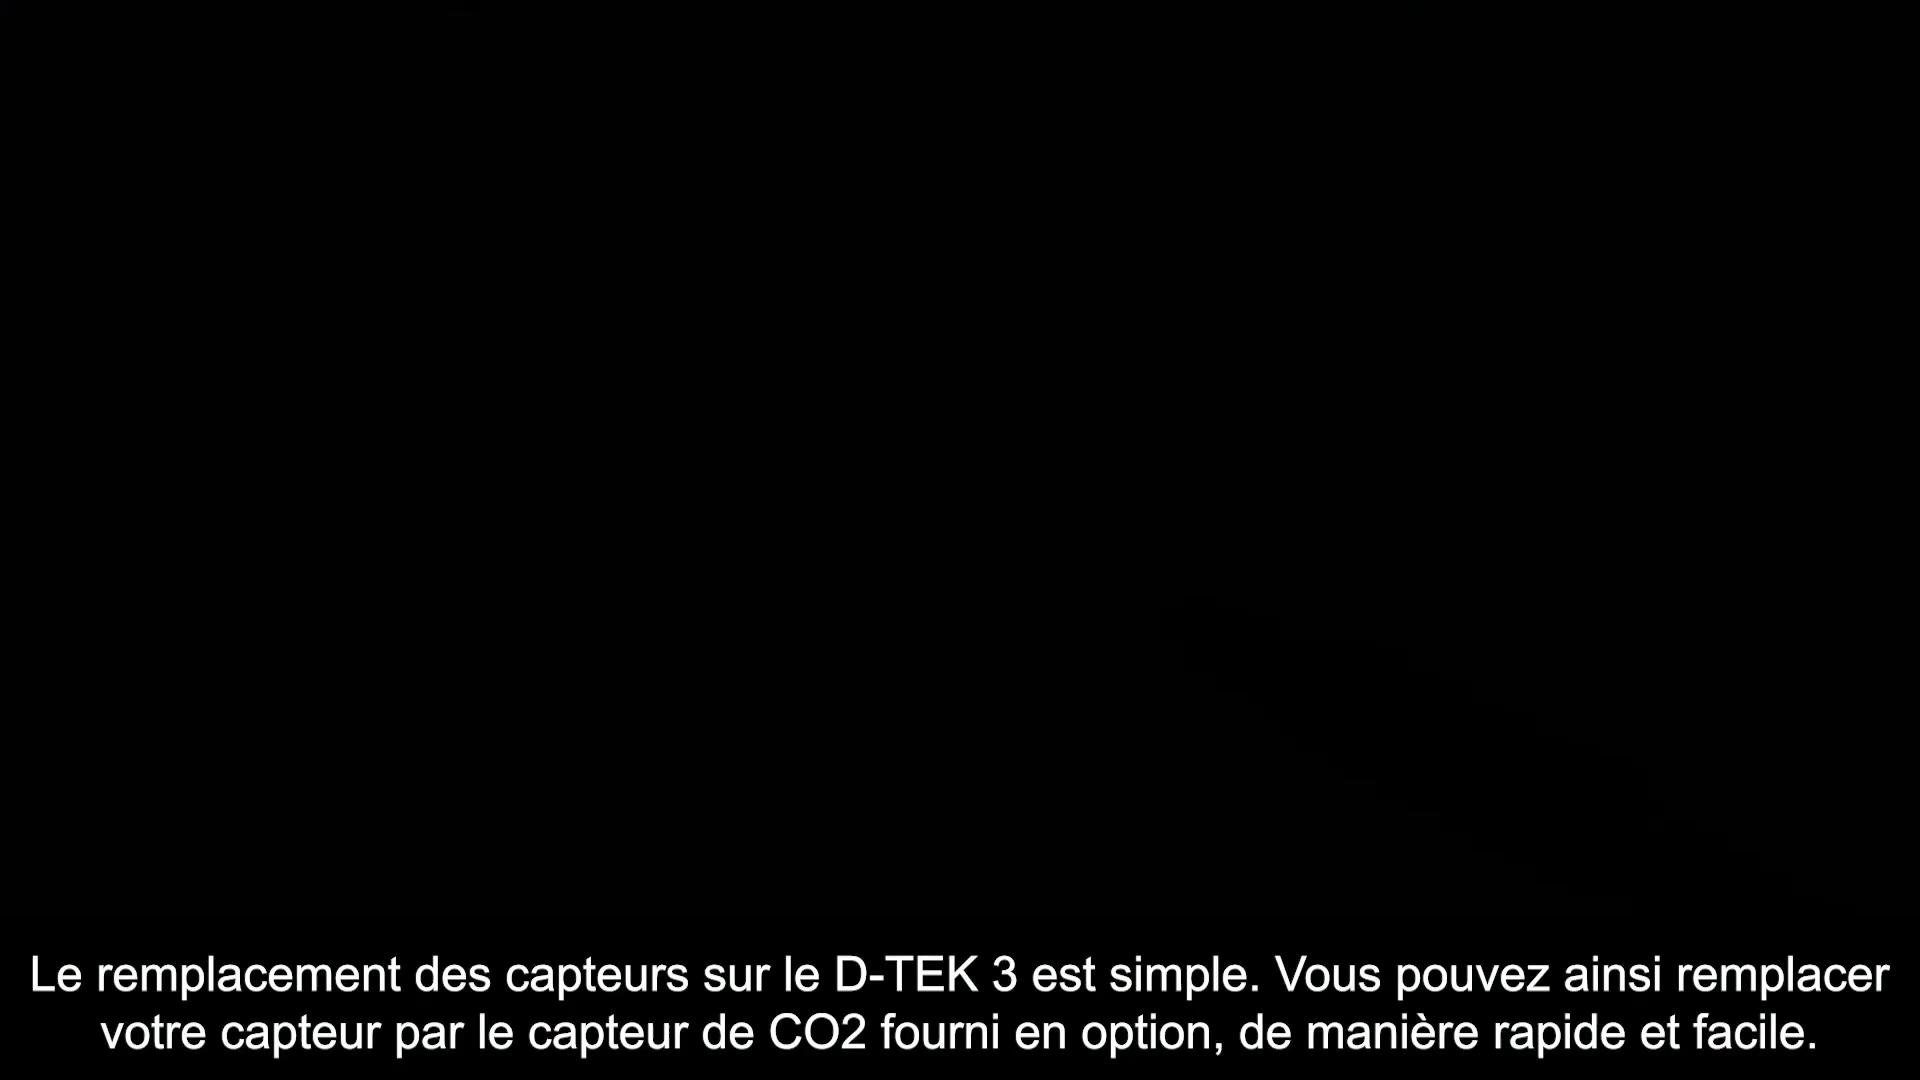 Le remplacement des capteurs sur le D-TEK 3 est simple. Vous pouvez ainsi remplacer
votre capteur par le capteur de CO2 fourni en option, de manière rapide et facile.